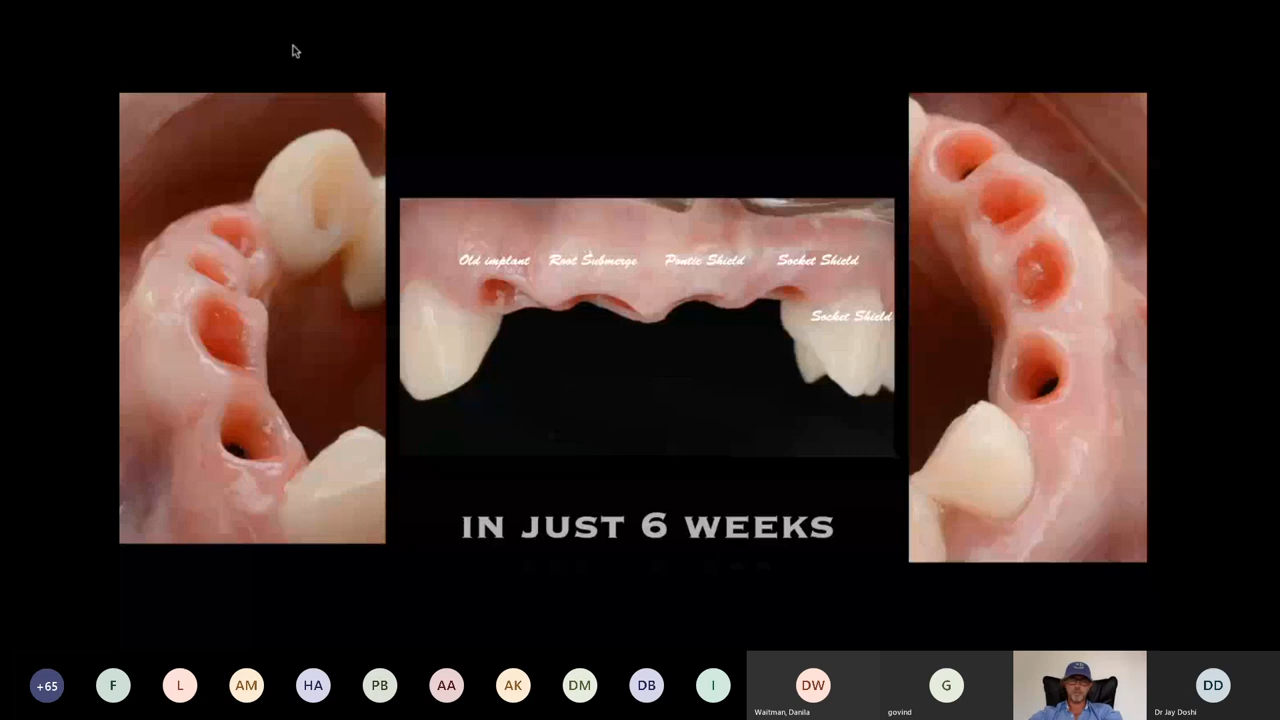 Old implant Root Submerge Pontic Shield Socket Shield
Socket Shield
IN JUST 6 WEEKS
+65 F L AM HA PB AA AK DM DB I DW G DD
Waitman, Danila govind Dr Jay Doshi